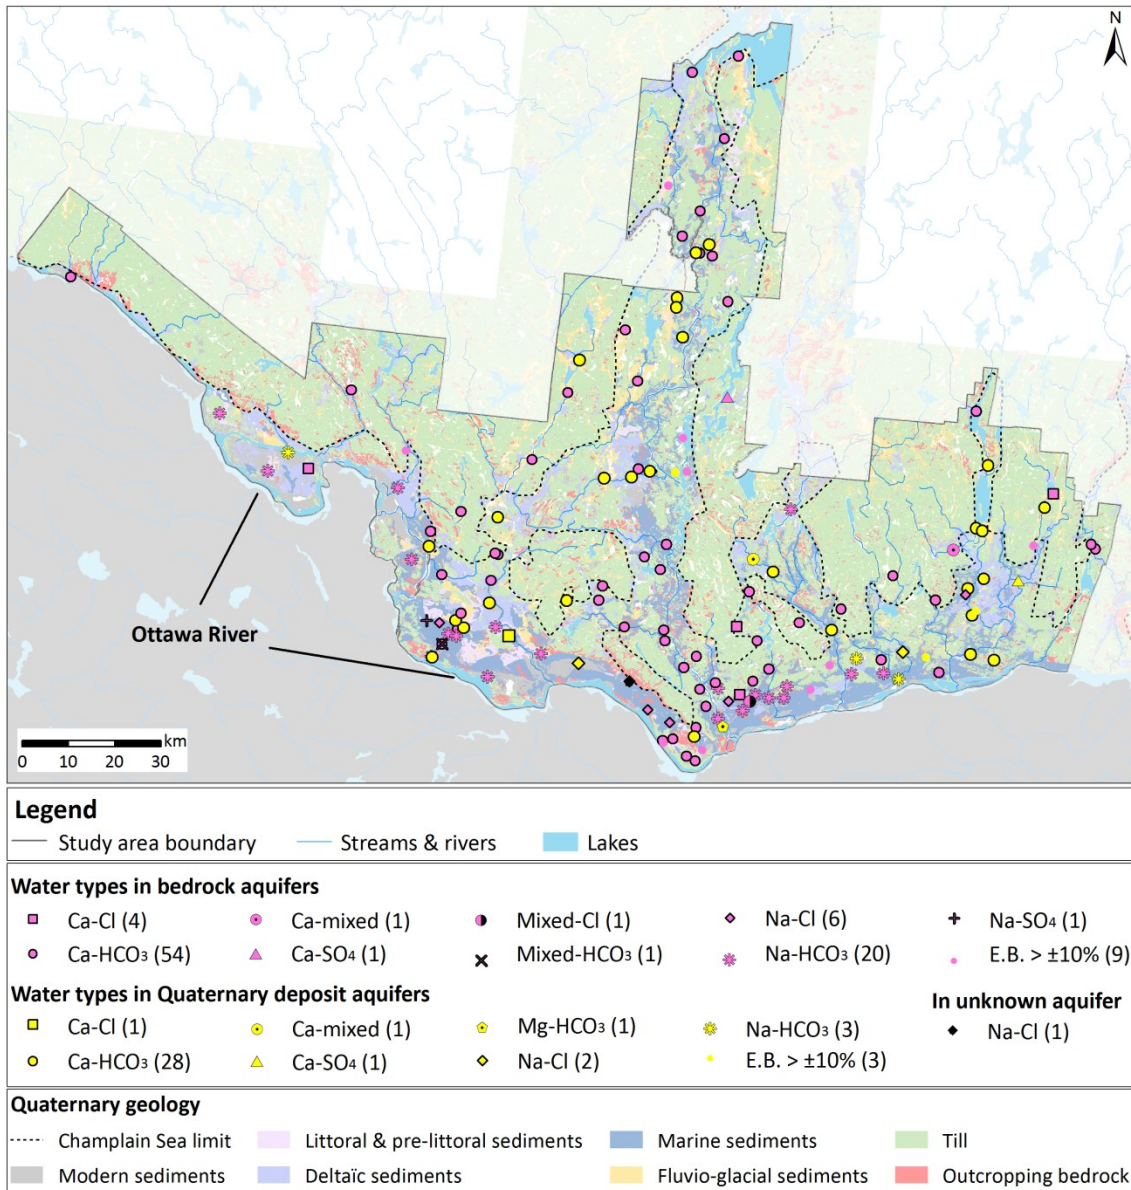 N
Ottawa River
km
0 10 20 30
Legend
Study area boundary Streams & rivers Lakes
Water types in bedrock aquifers
Ca-Cl (4) Ca-mixed (1) Mixed-Cl (1) Na-Cl (6) Na-SO₄ (1)
Ca-HCO₃ (54) Ca-SO₄ (1) Mixed-HCO₃ (1) Na-HCO₃ (20) E.B. > ±10% (9)
Water types in Quaternary deposit aquifers In unknown aquifer
Ca-Cl (1) Ca-mixed (1) Mg-HCO₃ (1) Na-HCO₃ (3) Na-Cl (1)
Ca-HCO₃ (28) Ca-SO₄ (1) Na-Cl (2) E.B. > ±10% (3)
Quaternary geology
Champlain Sea limit Littoral & pre-littoral sediments Marine sediments Till
Modern sediments Deltaïc sediments Fluvio-glacial sediments Outcropping bedrock